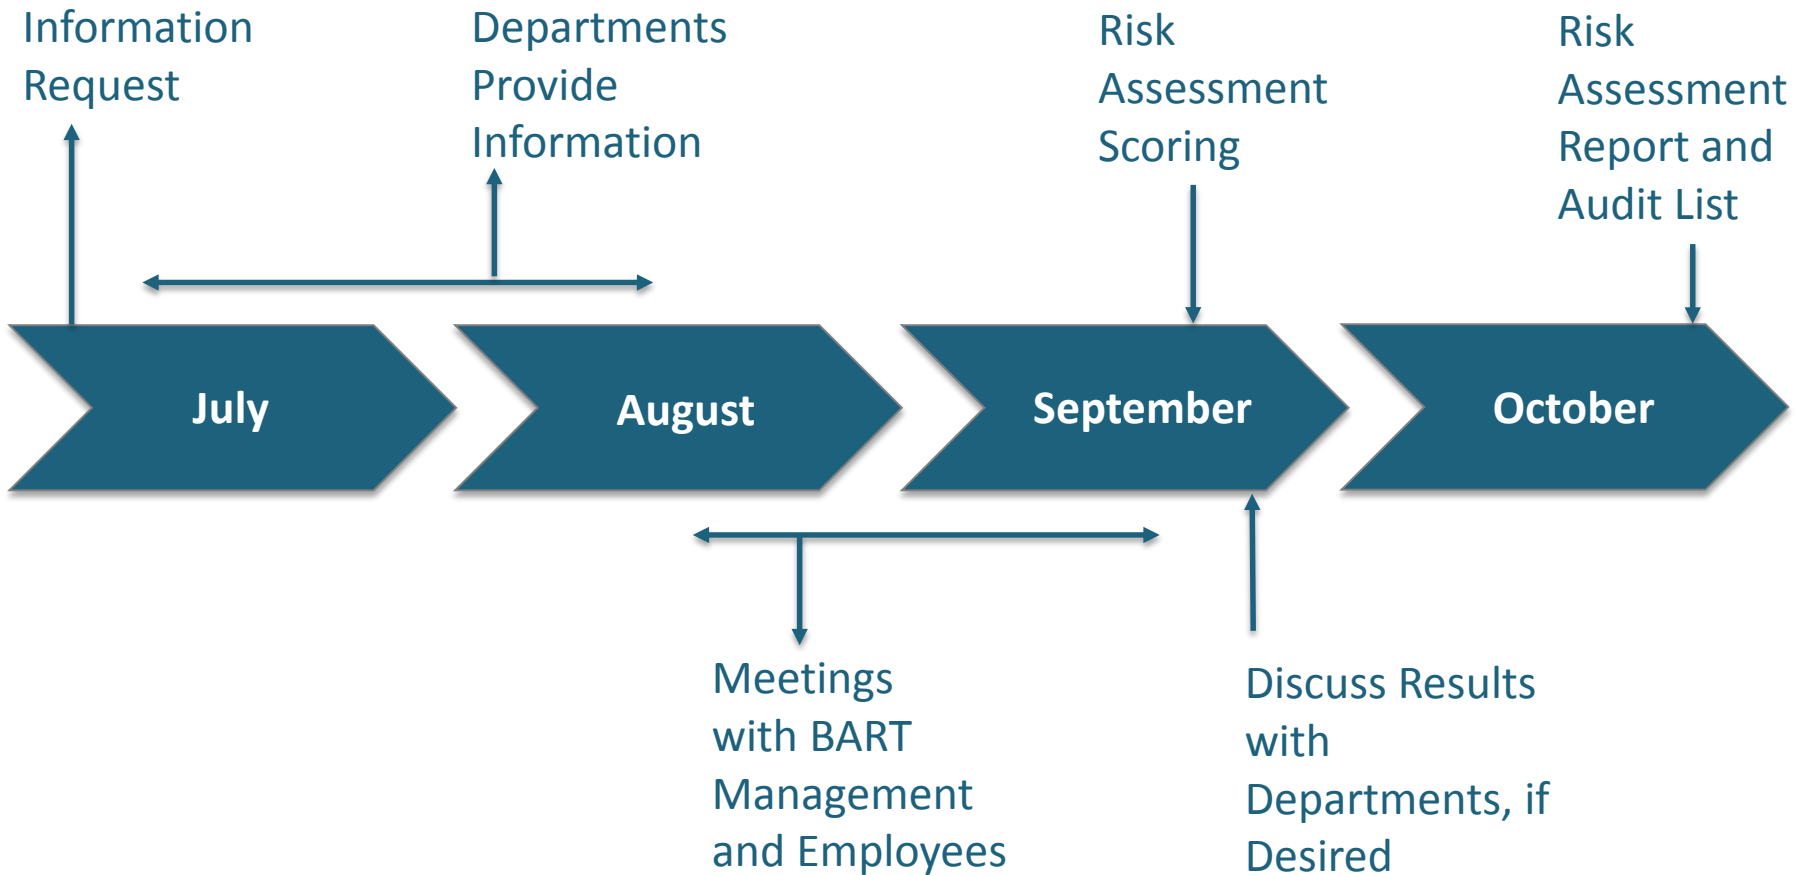 Information
Request
Departments
Provide
Information
Risk
Assessment
Scoring
Risk
Assessment
Report and
Audit List
July
August
September
October
Meetings
with BART
Management
and Employees
Discuss Results
with
Departments, if
Desired